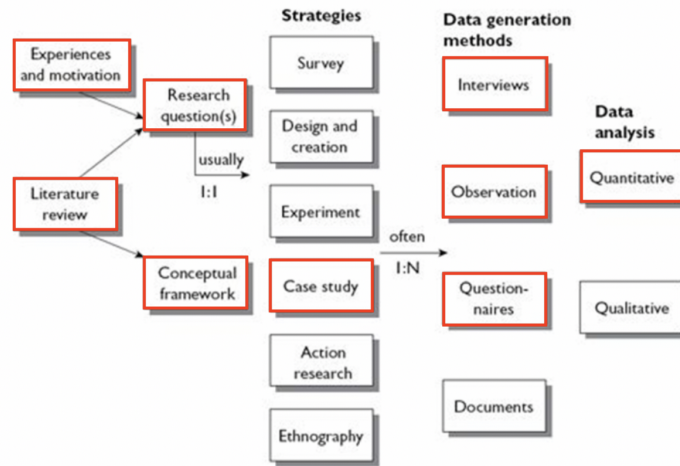 Strategies
Data generation
methods
Experiences
and motivation
Research
question(s)
usually
1:1
Literature
review
Conceptual
framework
Survey
Design and
creation
Experiment
Case study
Action
research
Ethnography
often
1:N
Interviews
Observation
Question-
naires
Documents
Data
analysis
Quantitative
Qualitative